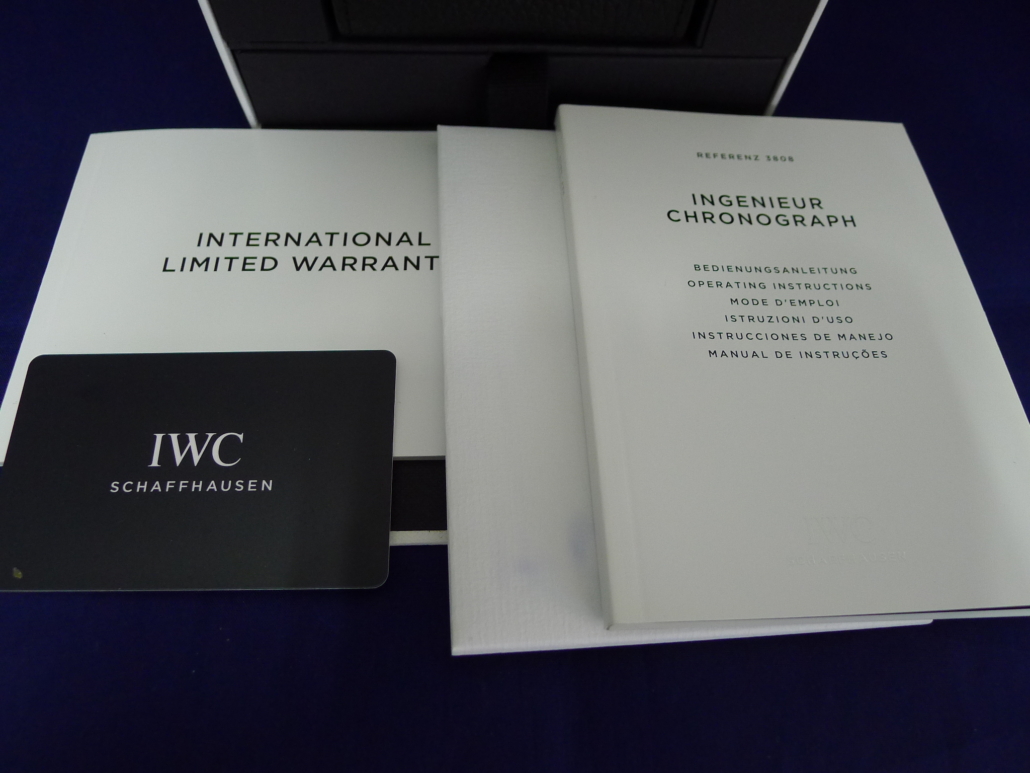 INTERNATIONAL
LIMITED WARRANT
IWC
SCHAFFHAUSEN
REFERENZ 3808
INGENIEUR
CHRONOGRAPH
BEDIENUNGSANLEITUNG
OPERATING INSTRUCTIONS
MODE D'EMPLOI
ISTRUZIONI D'USO
INSTRUCCIONES DE MANEJO
MANUAL DE INSTRUÇÕES
IWC